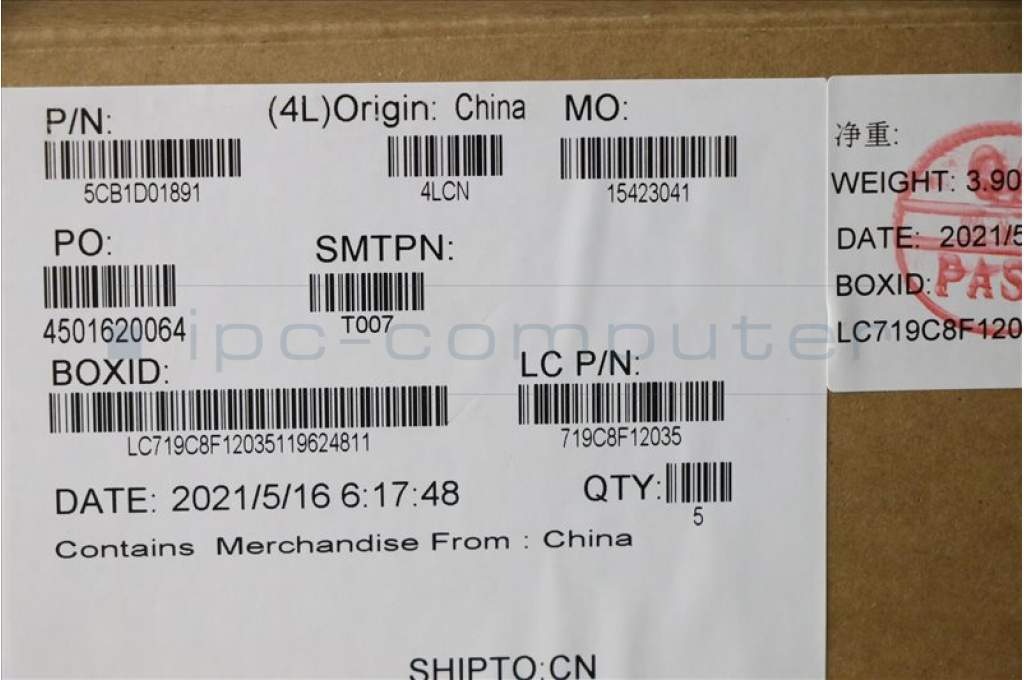 P/N:
5CB1D01891
(4L)Origin: China
4LCN
MO:
15423041
PO:
4501620064
SMTPN:
T007
BOXID:
LC719C8F12035119624811
LC P/N:
719C8F12035
DATE: 2021/5/16 6:17:48
QTY:
5
Contains Merchandise From : China
SHIPTO:CN
净重:
WEIGHT: 3.90
DATE: 2021/5
BOXID:
LC719C8F120
PAS
ipc-computer